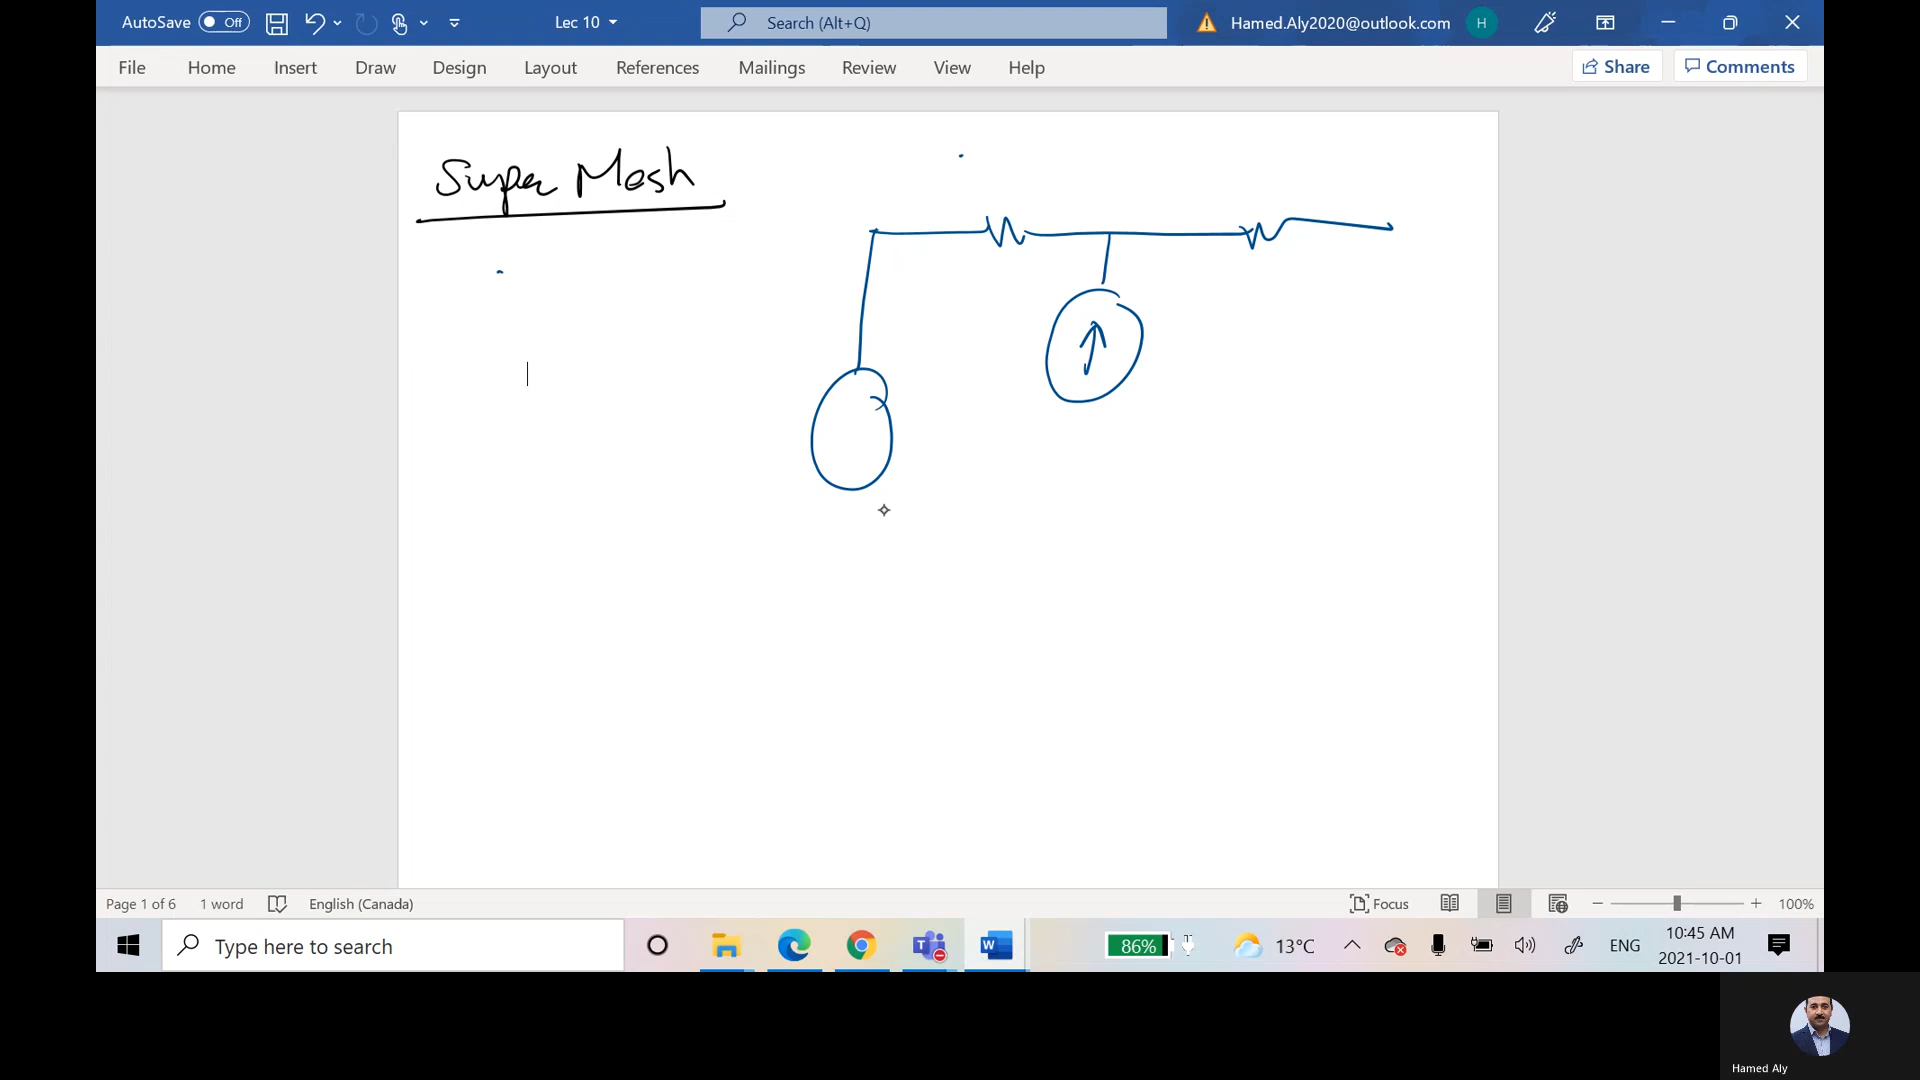 AutoSave Off Lec 10 Search (Alt+Q) Hamed.Aly2020@outlook.com H
File Home Insert Draw Design Layout References Mailings Review View Help Share Comments
Super Mesh
Page 1 of 6 1 word English (Canada) Focus 100%
Type here to search 86% 13°C ENG 10:45 AM
2021-10-01
Hamed Aly